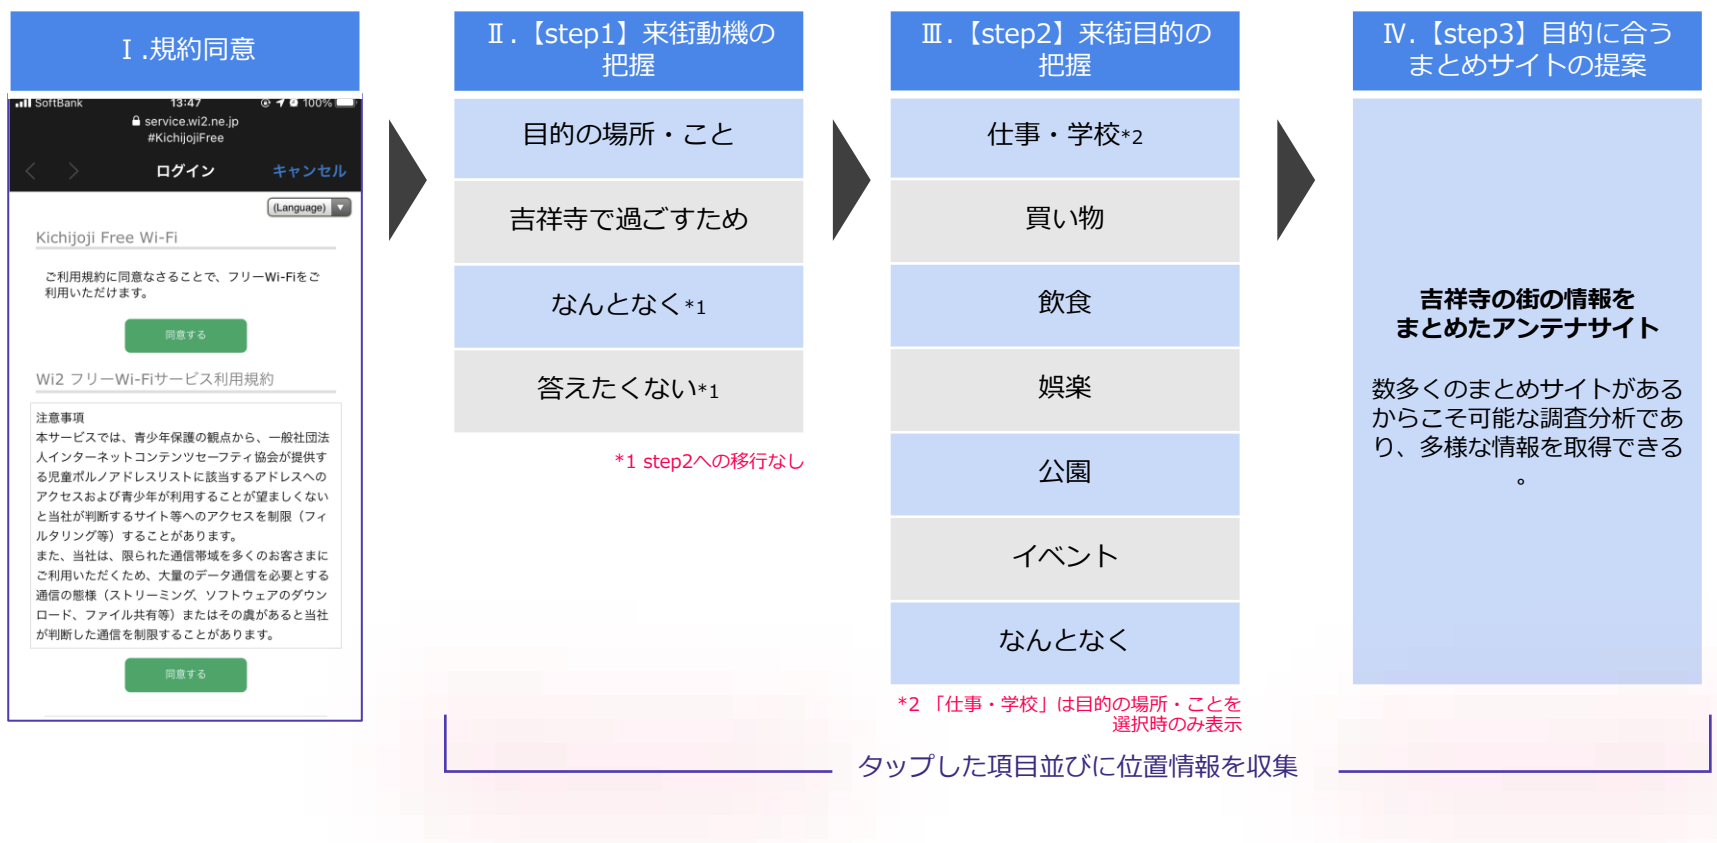 Ⅰ.規約同意
SoftBank 13:47 100%
service.wi2.ne.jp
#KichijojiFree
ログイン キャンセル
(Language)
Kichijoji Free Wi-Fi
ご利用規約に同意なさることで、フリーWi-Fiをご
利用いただけます。
同意する
Wi2 フリーWi-Fiサービス利用規約
注意事項
本サービスでは、青少年保護の観点から、一般社団法
人インターネットコンテンツセーフティ協会が提供す
る児童ポルノアドレスリストに該当するアドレスへの
アクセスおよび青少年が利用することが望ましくない
と当社が判断するサイト等へのアクセスを制限（フィ
ルタリング等）することがあります。
また、当社は、限られた通信帯域を多くのお客さまに
ご利用いただくため、大量のデータ通信を必要とする
通信の態様（ストリーミング、ソフトウェアのダウン
ロード、ファイル共有等）またはその虞があると当社
が判断した通信を制限することがあります。
同意する
Ⅱ.【step1】来街動機の
把握
目的の場所・こと
吉祥寺で過ごすため
なんとなく*1
答えたくない*1
*1 step2への移行なし
Ⅲ.【step2】来街目的の
把握
仕事・学校*2
買い物
飲食
娯楽
公園
イベント
なんとなく
*2 「仕事・学校」は目的の場所・ことを
選択時のみ表示
Ⅳ.【step3】目的に合う
まとめサイトの提案
吉祥寺の街の情報を
まとめたアンテナサイト
数多くのまとめサイトがある
からこそ可能な調査分析であ
り、多様な情報を取得できる
。
タップした項目並びに位置情報を収集